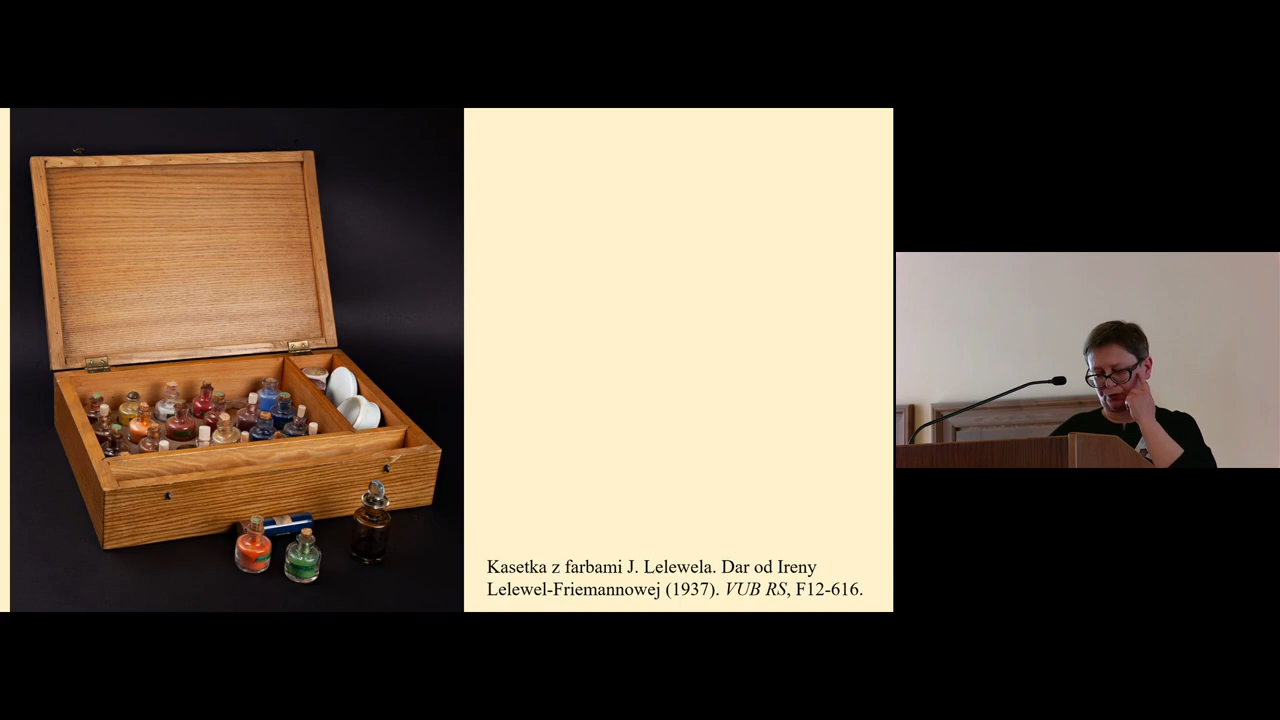 Kasetka z farbami J. Lelewela. Dar od Ireny
Lelewel-Friemannowej (1937). VUB RS, F12-616.